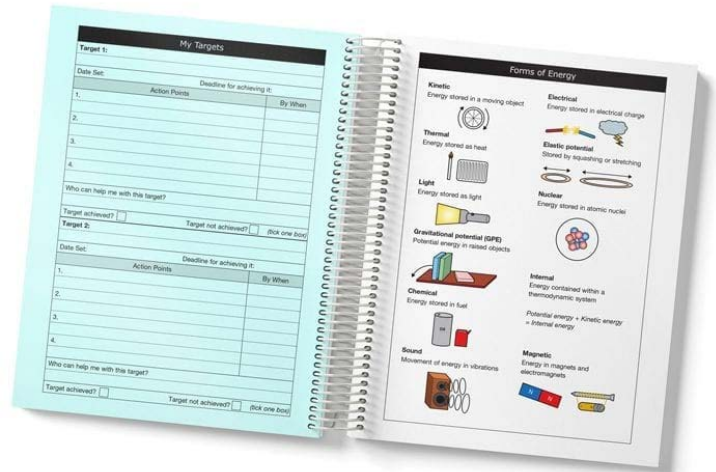 My Targets
Target 1:
Date Set: Deadline for achieving it:
Action Points By When
1.
2.
3.
4.
Who can help me with this target?
Target achieved? Target not achieved? (tick one box)
Target 2:
Date Set: Deadline for achieving it:
Action Points By When
1.
2.
3.
4.
Who can help me with this target?
Target achieved? Target not achieved? (tick one box)
Forms of Energy
Kinetic
Energy stored in a moving object
Thermal
Energy stored as heat
Light
Energy stored as light
Gravitational potential (GPE)
Potential energy in raised objects
Chemical
Energy stored in fuel
Sound
Movement of energy in vibrations
Electrical
Energy stored in electrical charge
Elastic potential
Stored by squashing or stretching
Nuclear
Energy stored in atomic nuclei
Internal
Energy contained within a
thermodynamic system
Potential energy + Kinetic energy
= Internal energy
Magnetic
Energy in magnets and
electromagnets
N N